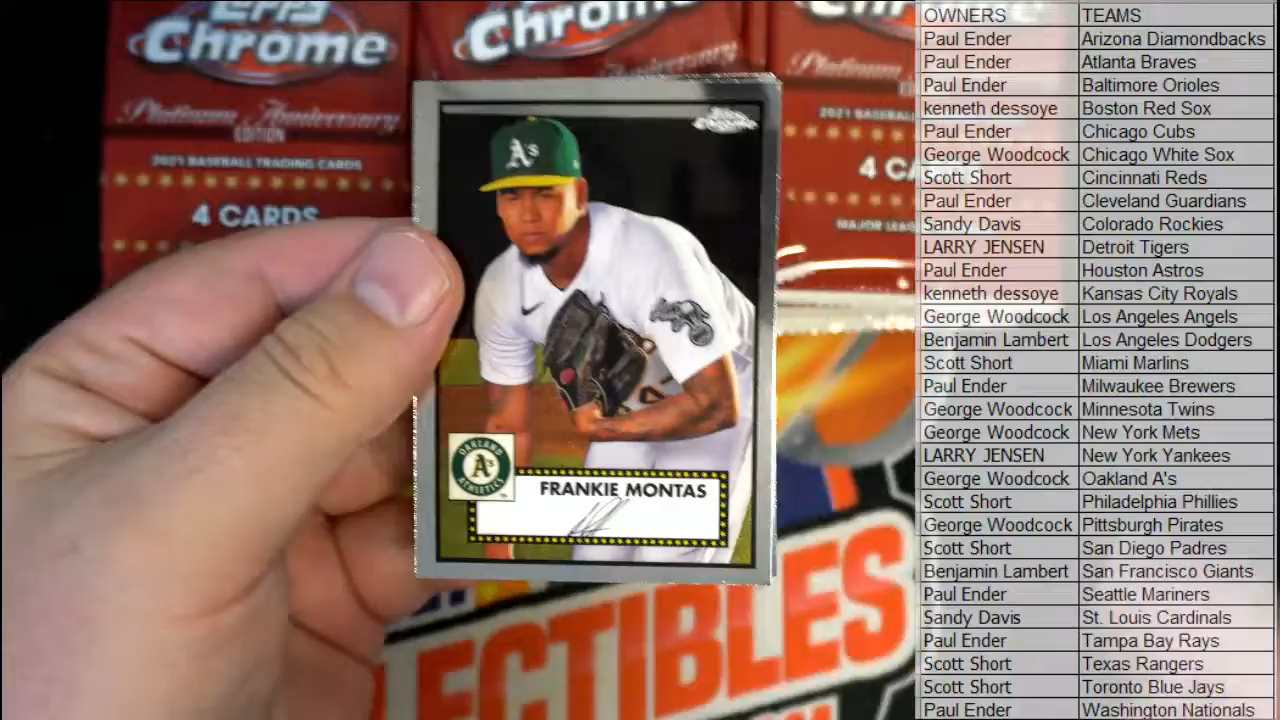 Topps
Chrome
Platinum Anniversary
EDITION
2021 BASEBALL TRADING CARDS
4 CARDS
Chrome
Platinum
2021 BASEBALL
4 CA
MAJOR LEAG
A's
OAKLAND
A's
ATHLETICS
FRANKIE MONTAS
LECTIBLES
OWNERS TEAMS
Paul Ender Arizona Diamondbacks
Paul Ender Atlanta Braves
Paul Ender Baltimore Orioles
kenneth dessoye Boston Red Sox
Paul Ender Chicago Cubs
George Woodcock Chicago White Sox
Scott Short Cincinnati Reds
Paul Ender Cleveland Guardians
Sandy Davis Colorado Rockies
LARRY JENSEN Detroit Tigers
Paul Ender Houston Astros
kenneth dessoye Kansas City Royals
George Woodcock Los Angeles Angels
Benjamin Lambert Los Angeles Dodgers
Scott Short Miami Marlins
Paul Ender Milwaukee Brewers
George Woodcock Minnesota Twins
George Woodcock New York Mets
LARRY JENSEN New York Yankees
George Woodcock Oakland A's
Scott Short Philadelphia Phillies
George Woodcock Pittsburgh Pirates
Scott Short San Diego Padres
Benjamin Lambert San Francisco Giants
Paul Ender Seattle Mariners
Sandy Davis St. Louis Cardinals
Paul Ender Tampa Bay Rays
Scott Short Texas Rangers
Scott Short Toronto Blue Jays
Paul Ender Washington Nationals